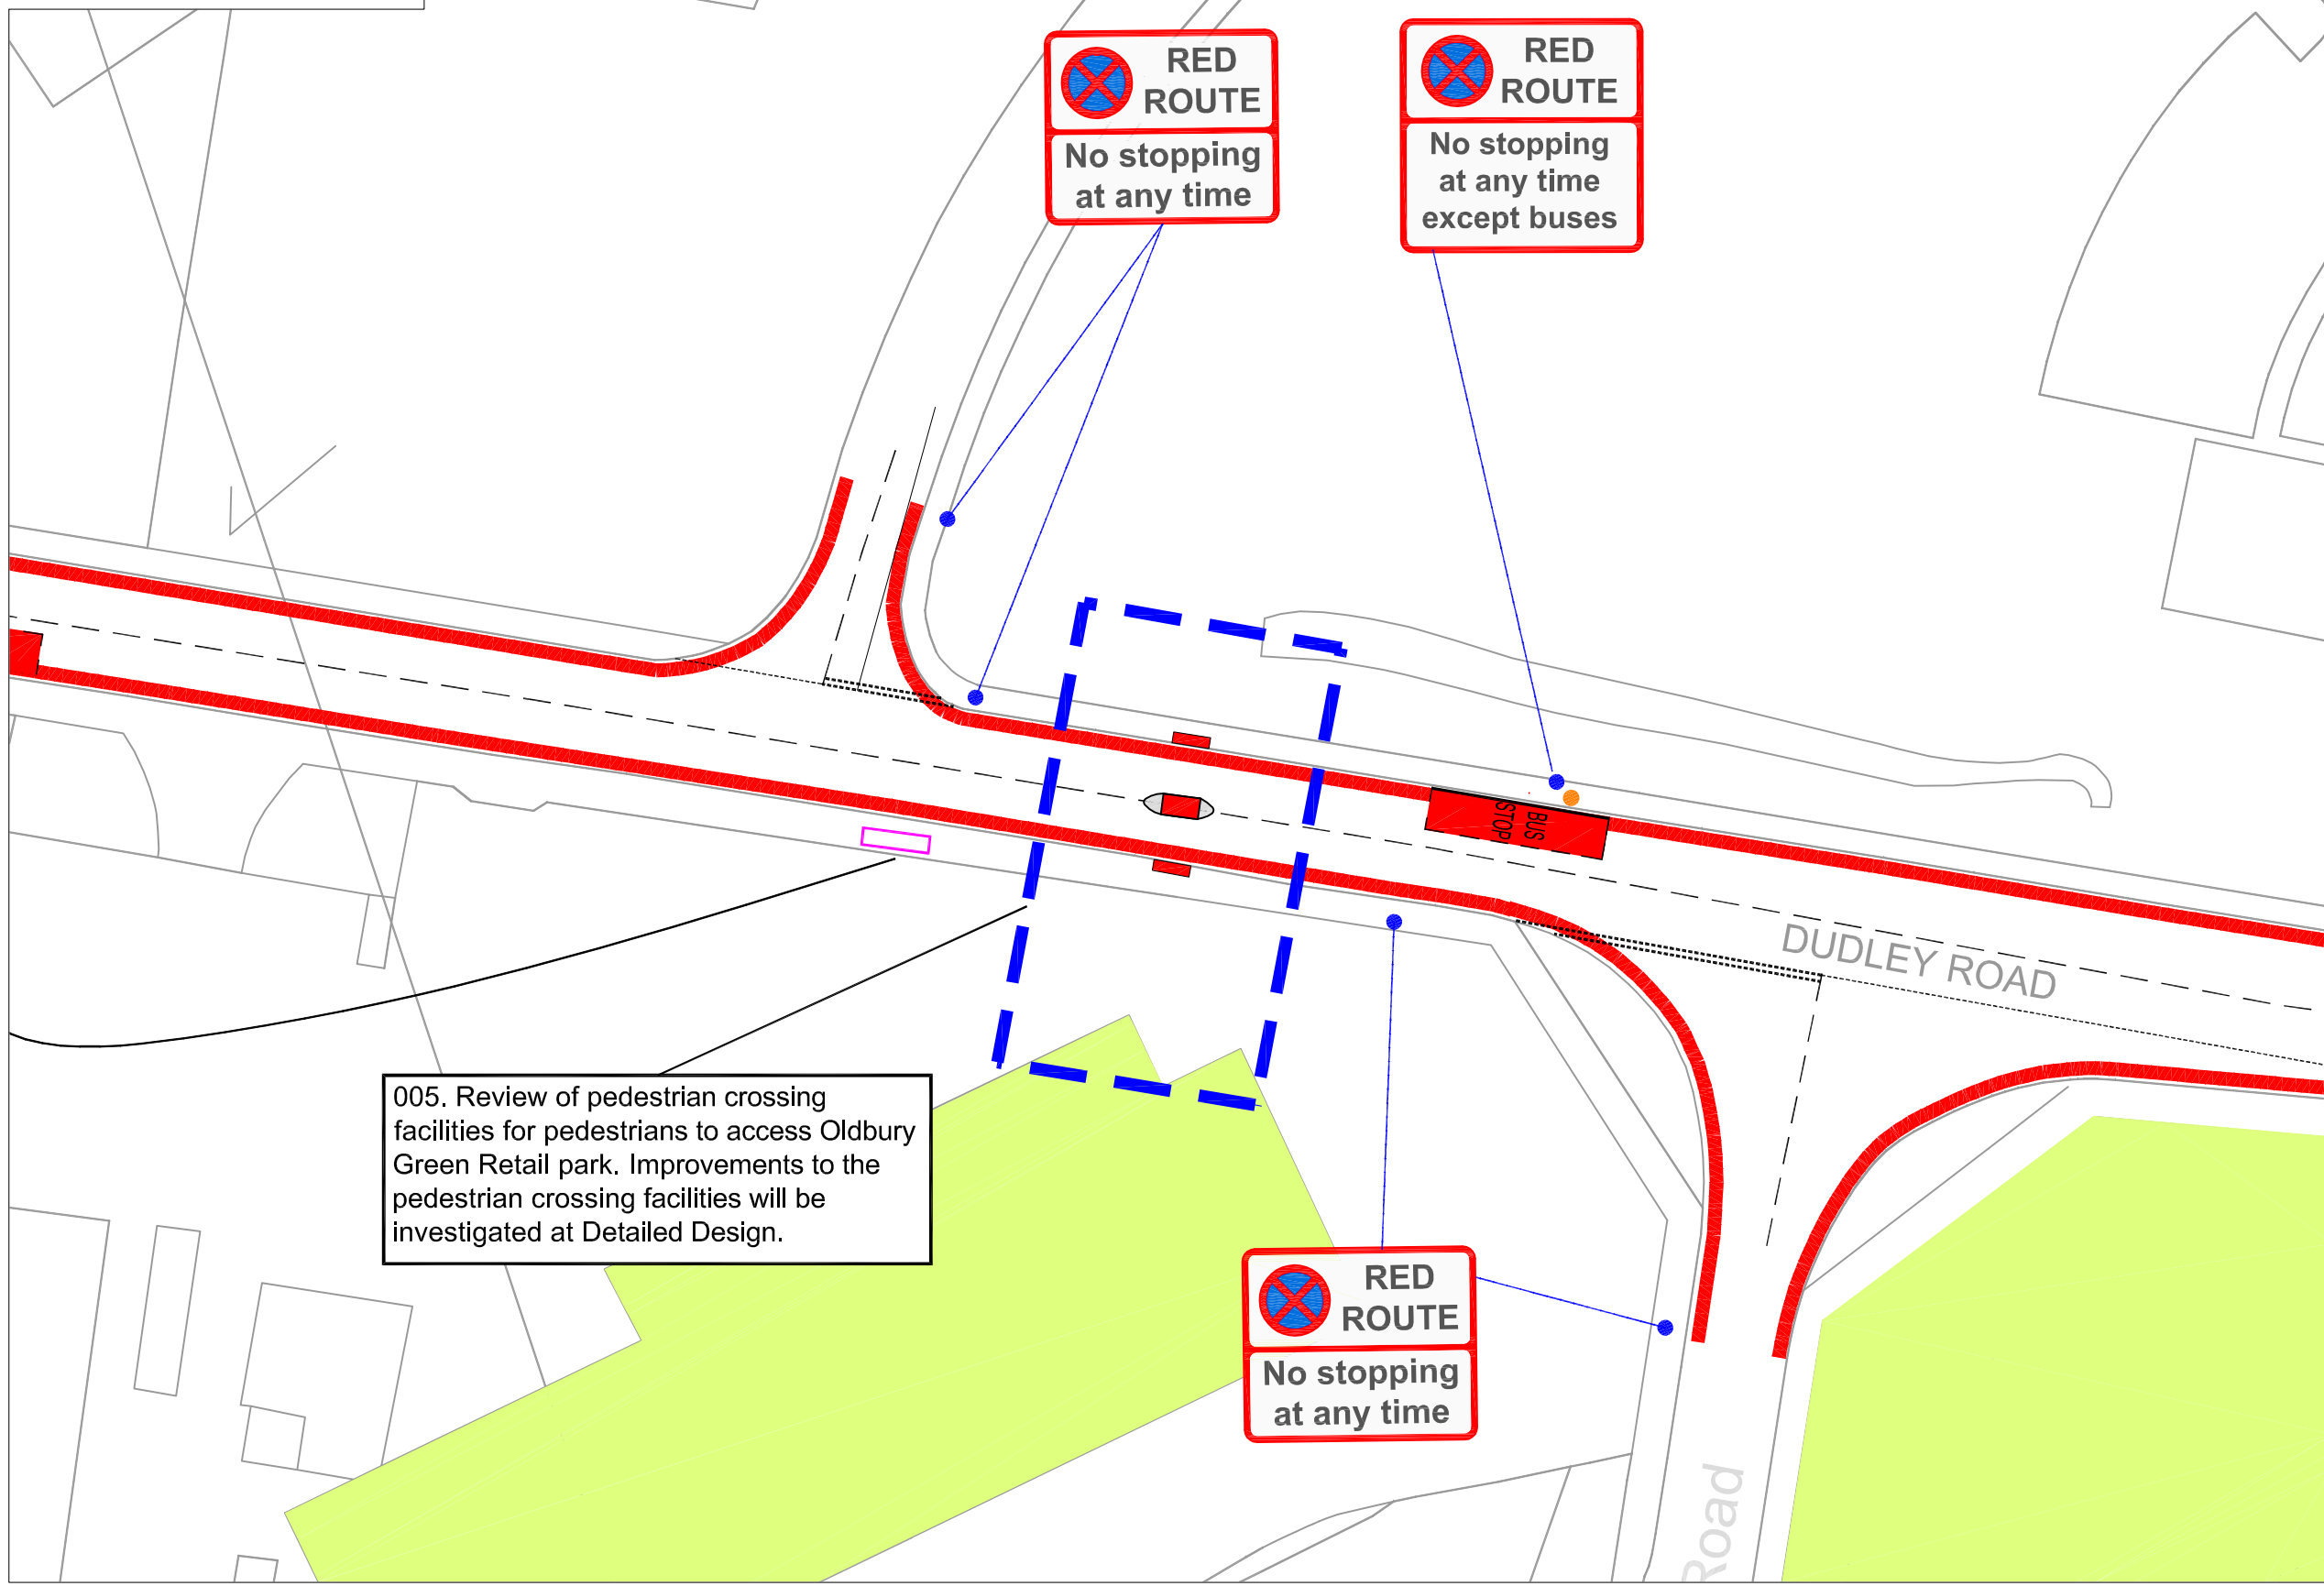 RED
ROUTE
No stopping
at any time
RED
ROUTE
No stopping
at any time
except buses
BUS
STOP
DUDLEY ROAD
005. Review of pedestrian crossing
facilities for pedestrians to access Oldbury
Green Retail park. Improvements to the
pedestrian crossing facilities will be
investigated at Detailed Design.
RED
ROUTE
No stopping
at any time
Road